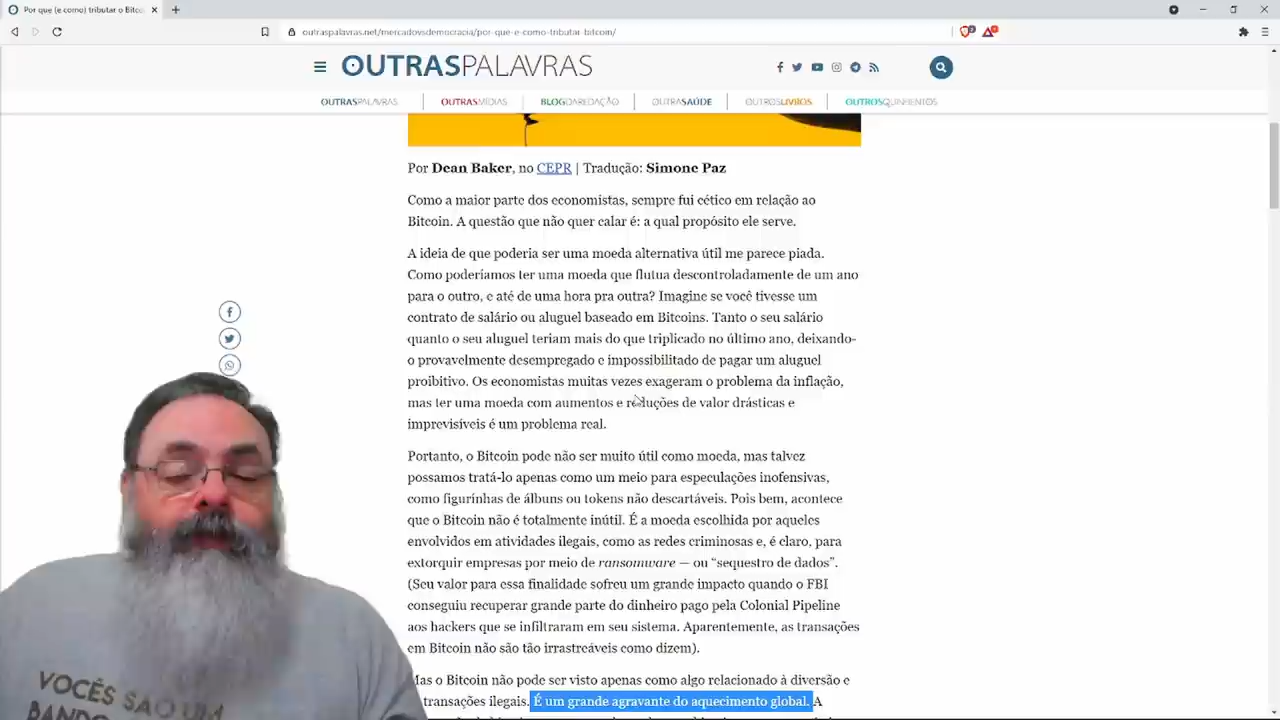 Por que (e como) tributar o Bitco
outraspalavras.net/mercadovsdemocracia/por-que-e-como-tributar-bitcoin/
OUTRASPALAVRAS
OUTRASPALAVRAS
OUTRASMÍDIAS
BLOGDAREDAÇÃO
OUTRASAÚDE
OUTROSLIVROS
OUTROSQUINHENTOS
Por Dean Baker, no CEPR | Tradução: Simone Paz
Como a maior parte dos economistas, sempre fui cético em relação ao
Bitcoin. A questão que não quer calar é: a qual propósito ele serve.
A ideia de que poderia ser uma moeda alternativa útil me parece piada.
Como poderíamos ter uma moeda que flutua descontroladamente de um ano
para o outro, e até de uma hora pra outra? Imagine se você tivesse um
contrato de salário ou aluguel baseado em Bitcoins. Tanto o seu salário
quanto o seu aluguel teriam mais do que triplicado no último ano, deixando-
o provavelmente desempregado e impossibilitado de pagar um aluguel
proibitivo. Os economistas muitas vezes exageram o problema da inflação,
mas ter uma moeda com aumentos e reduções de valor drásticas e
imprevisíveis é um problema real.
Portanto, o Bitcoin pode não ser muito útil como moeda, mas talvez
possamos tratá-lo apenas como um meio para especulações inofensivas,
como figurinhas de álbuns ou tokens não descartáveis. Pois bem, acontece
que o Bitcoin não é totalmente inútil. É a moeda escolhida por aqueles
envolvidos em atividades ilegais, como as redes criminosas e, é claro, para
extorquir empresas por meio de ransomware — ou “sequestro de dados”.
(Seu valor para essa finalidade sofreu um grande impacto quando o FBI
conseguiu recuperar grande parte do dinheiro pago pela Colonial Pipeline
aos hackers que se infiltraram em seu sistema. Aparentemente, as transações
em Bitcoin não são tão irrastreáveis como dizem).
Mas o Bitcoin não pode ser visto apenas como algo relacionado à diversão e
transações ilegais. É um grande agravante do aquecimento global. A
VOCÊS